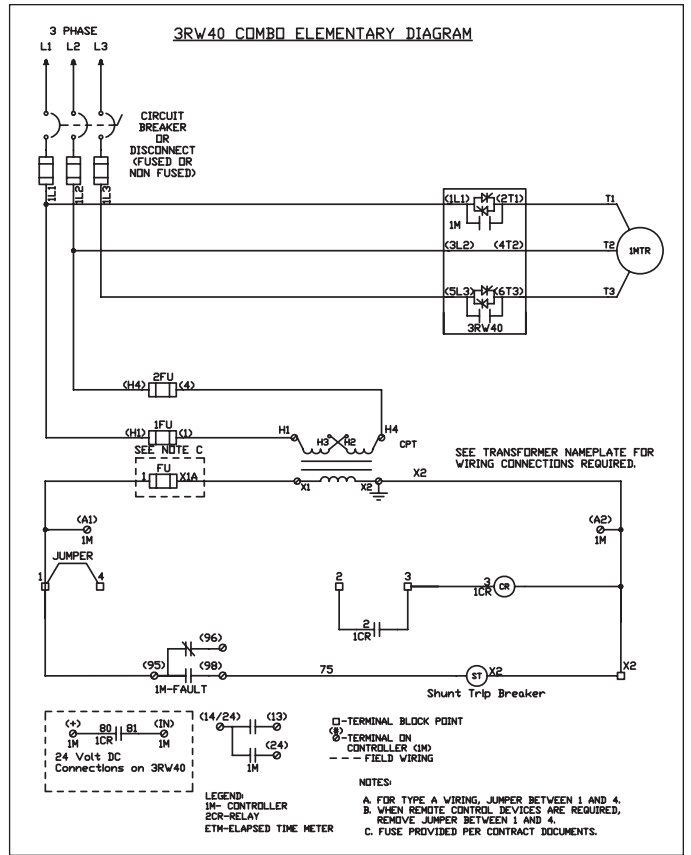 3RW40 COMBO ELEMENTARY DIAGRAM
3 PHASE
L1 L2 L3
CIRCUIT
BREAKER
OR
DISCONNECT
(FUSED OR
NON FUSED)
1L1 1L2 1L3
(1L1) (2T1) T1
1M
(3L2) (4T2) T2 1MTR
(5L3) (6T3) T3
3RW40
2FU
(H4) (4)
1FU
(H1) (1) H1 H3 H2 H4
CPT
SEE NOTE C
FU
1 X1A X1 X2 X2
SEE TRANSFORMER NAMEPLATE FOR
WIRING CONNECTIONS REQUIRED.
(A1) (A2)
1M 1M
JUMPER
1 4 2 3 3 CR
1CR
2
1CR
(96)
(95) (98) 75 ST X2 X2
1M-FAULT
Shunt Trip Breaker
(+) 80 81 (IN)
1M 1CR 1M
24 Volt DC
Connections on 3RW40
(14/24) (13)
(24)
1M
□-TERMINAL BLOCK POINT
(#)
⊘-TERMINAL ON
CONTROLLER (1M)
--- FIELD WIRING
LEGEND:
1M- CONTROLLER
2CR-RELAY
ETM-ELAPSED TIME METER
NOTES:
A. FOR TYPE A WIRING, JUMPER BETWEEN 1 AND 4.
B. WHEN REMOTE CONTROL DEVICES ARE REQUIRED,
REMOVE JUMPER BETWEEN 1 AND 4.
C. FUSE PROVIDED PER CONTRACT DOCUMENTS.